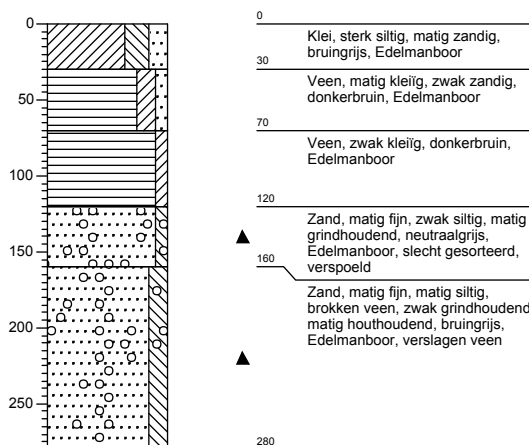 0
50
100
150
200
250
0
Klei, sterk siltig, matig zandig,
bruingrijs, Edelmanboor
30
Veen, matig kleiïg, zwak zandig,
donkerbruin, Edelmanboor
70
Veen, zwak kleiïg, donkerbruin,
Edelmanboor
120
Zand, matig fijn, zwak siltig, matig
grindhoudend, neutraalgrijs,
Edelmanboor, slecht gesorteerd,
verspoeld
160
Zand, matig fijn, matig siltig,
brokken veen, zwak grindhoudend
matig houthoudend, bruingrijs,
Edelmanboor, verslagen veen
280